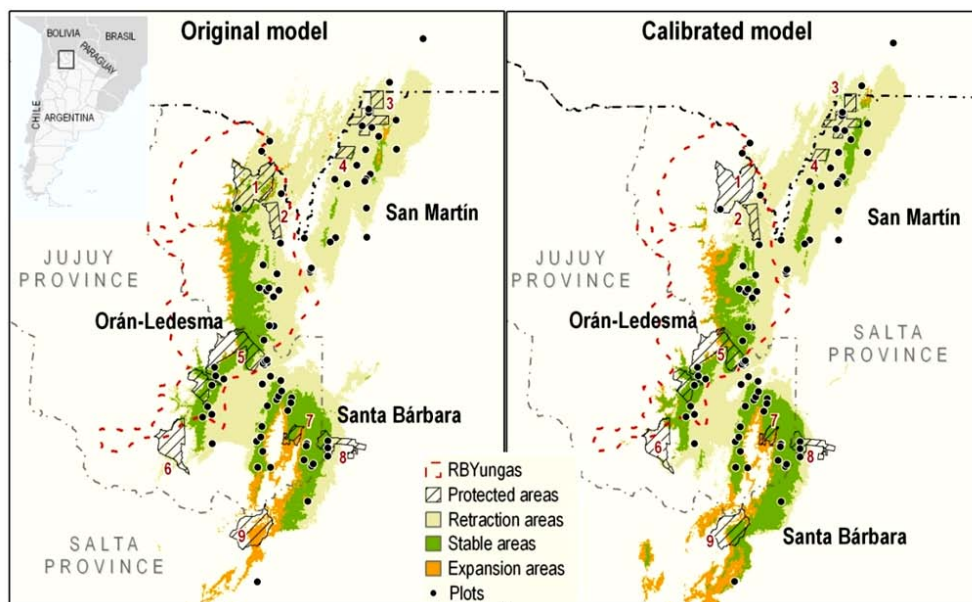 BOLIVIA
BRASIL
PARAGUAY
CHILE
ARGENTINA
Original model
3
4
1
2
San Martín
JUJUY
PROVINCE
Orán-Ledesma
5
Santa Bárbara
7
6
8
9
SALTA
PROVINCE
RBYungas
Protected areas
Retraction areas
Stable areas
Expansion areas
Plots
Calibrated model
3
4
1
2
San Martín
JUJUY
PROVINCE
Orán-Ledesma
SALTA
PROVINCE
5
7
6
8
9
Santa Bárbara